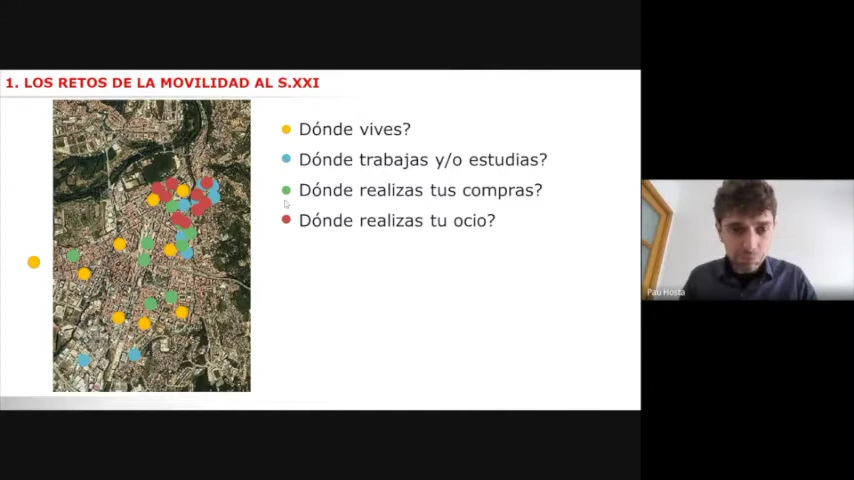 1. LOS RETOS DE LA MOVILIDAD AL S.XXI
Dónde vives?
Dónde trabajas y/o estudias?
Dónde realizas tus compras?
Dónde realizas tu ocio?
Pau Hosta